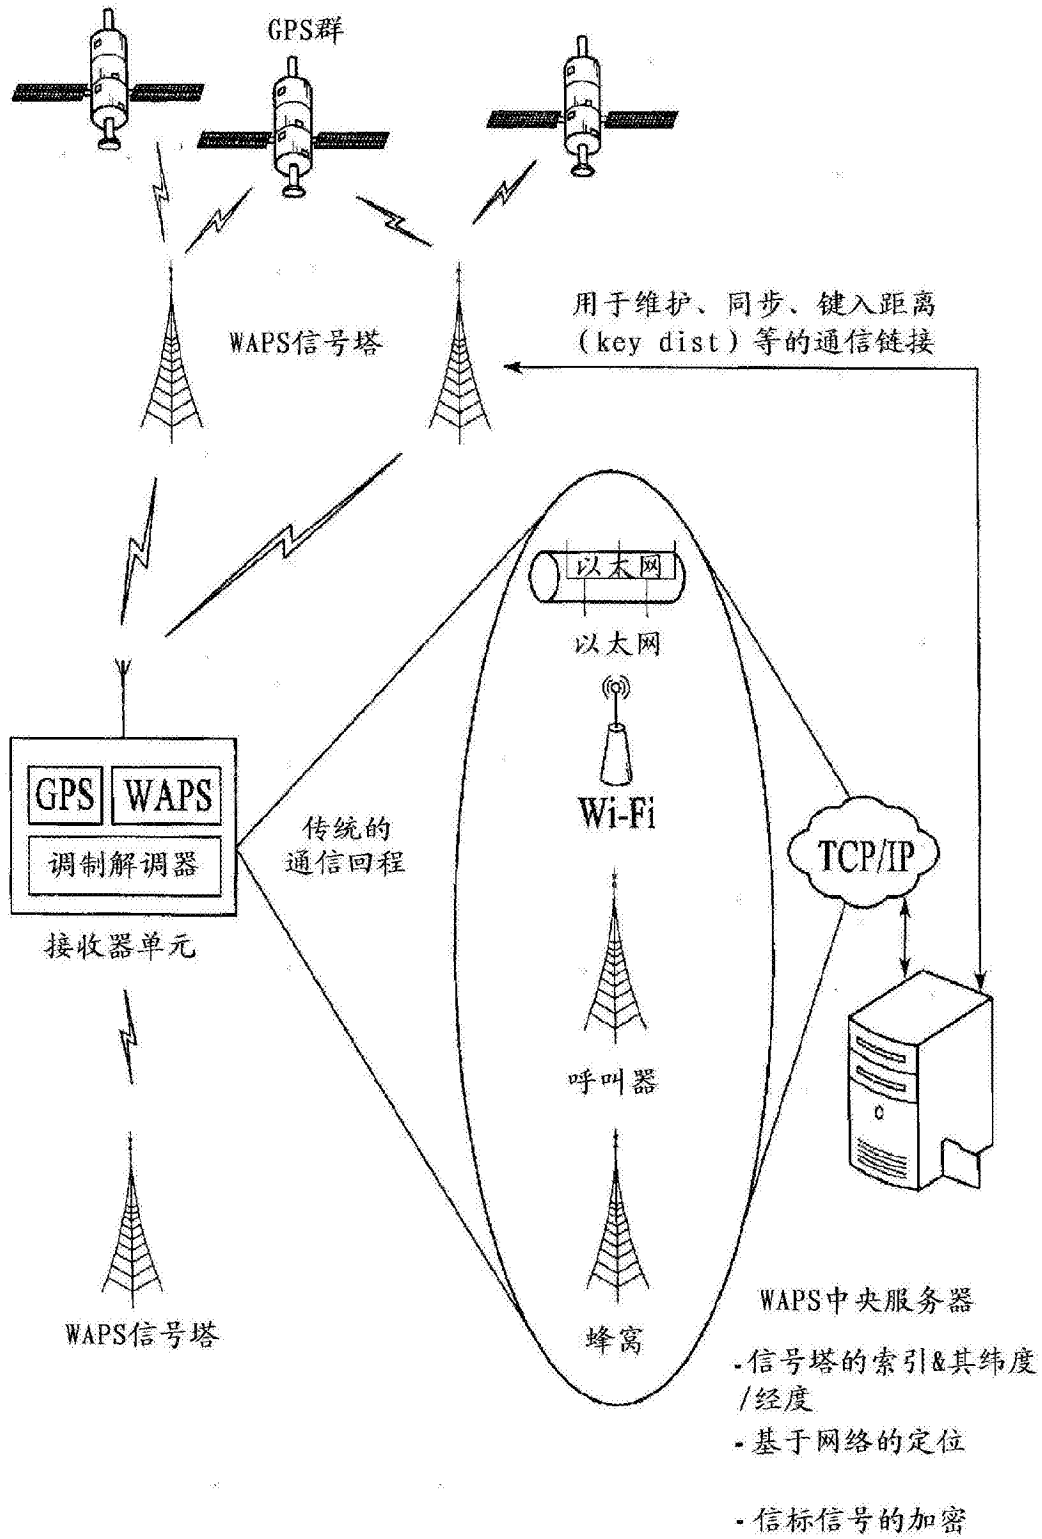 GPS群
用于维护、同步、键入距离
(key dist)等的通信链接
WAPS信号塔
以太网
以太网
Wi-Fi
GPS
WAPS
调制解调器
传统的
通信回程
TCP/IP
接收器单元
呼叫器
WAPS信号塔
蜂窝
WAPS中央服务器
-信号塔的索引&其纬度
/经度
-基于网络的定位
-信标信号的加密